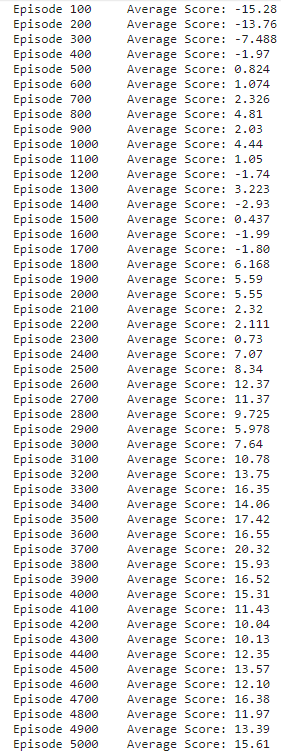 Episode 100 Average Score: -15.28
Episode 200 Average Score: -13.76
Episode 300 Average Score: -7.488
Episode 400 Average Score: -1.97
Episode 500 Average Score: 0.824
Episode 600 Average Score: 1.074
Episode 700 Average Score: 2.326
Episode 800 Average Score: 4.81
Episode 900 Average Score: 2.03
Episode 1000 Average Score: 4.44
Episode 1100 Average Score: 1.05
Episode 1200 Average Score: -1.74
Episode 1300 Average Score: 3.223
Episode 1400 Average Score: -2.93
Episode 1500 Average Score: 0.437
Episode 1600 Average Score: -1.99
Episode 1700 Average Score: -1.80
Episode 1800 Average Score: 6.168
Episode 1900 Average Score: 5.59
Episode 2000 Average Score: 5.55
Episode 2100 Average Score: 2.32
Episode 2200 Average Score: 2.111
Episode 2300 Average Score: 0.73
Episode 2400 Average Score: 7.07
Episode 2500 Average Score: 8.34
Episode 2600 Average Score: 12.37
Episode 2700 Average Score: 11.37
Episode 2800 Average Score: 9.725
Episode 2900 Average Score: 5.978
Episode 3000 Average Score: 7.64
Episode 3100 Average Score: 10.78
Episode 3200 Average Score: 13.75
Episode 3300 Average Score: 16.35
Episode 3400 Average Score: 14.06
Episode 3500 Average Score: 17.42
Episode 3600 Average Score: 16.55
Episode 3700 Average Score: 20.32
Episode 3800 Average Score: 15.93
Episode 3900 Average Score: 16.52
Episode 4000 Average Score: 15.31
Episode 4100 Average Score: 11.43
Episode 4200 Average Score: 10.04
Episode 4300 Average Score: 10.13
Episode 4400 Average Score: 12.35
Episode 4500 Average Score: 13.57
Episode 4600 Average Score: 12.10
Episode 4700 Average Score: 16.38
Episode 4800 Average Score: 11.97
Episode 4900 Average Score: 13.39
Episode 5000 Average Score: 15.61